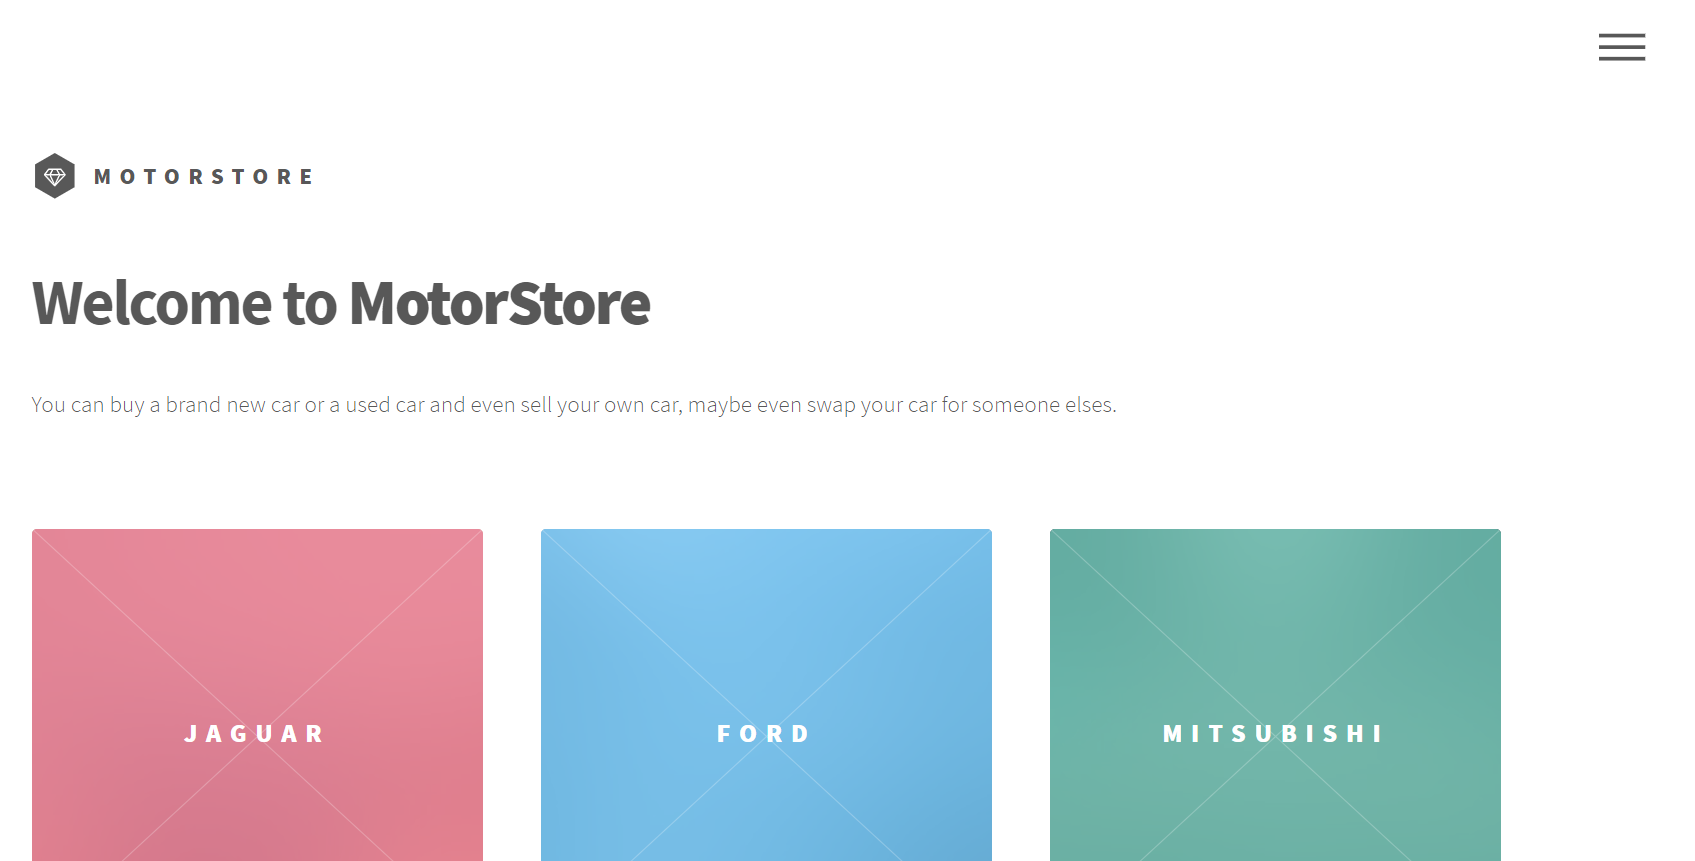 MOTORSTORE
Welcome to MotorStore
You can buy a brand new car or a used car and even sell your own car, maybe even swap your car for someone elses.
JAGUAR
FORD
MITSUBISHI